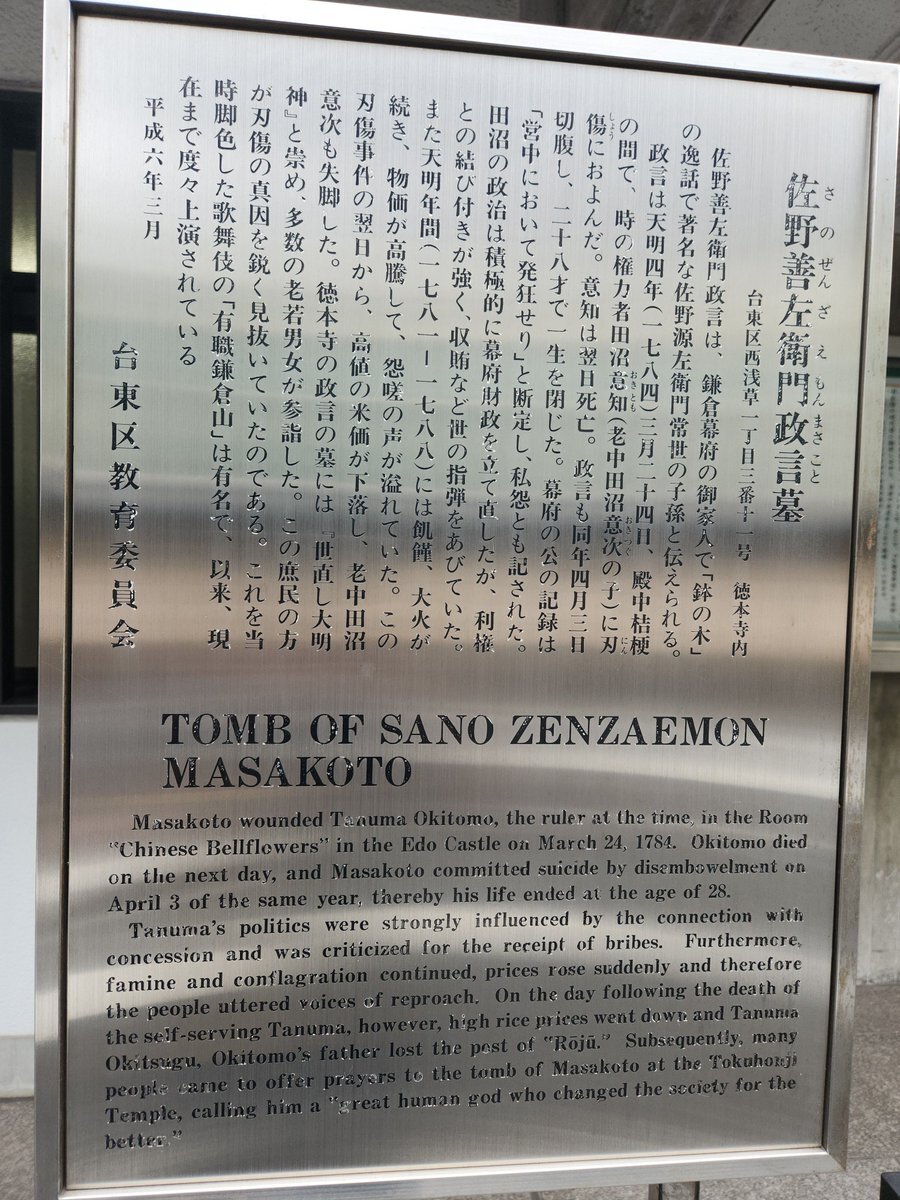 佐野善左衛門政言墓
さのぜんざえもんまさこと
台東区西浅草一丁目三番十一号　徳本寺内
佐野善左衛門政言は、鎌倉幕府の御家人で「鉢の木」
の逸話で著名な佐野源左衛門常世の子孫と伝えられる。
政言は天明四年(一七八四)三月二十四日、殿中桔梗
の間で、時の権力者田沼意知(老中田沼意次の子)に刃
おきとも
おきつぐ
にん
傷におよんだ。意知は翌日死亡。政言も同年四月三日
しょう
切腹し、二十八才で一生を閉じた。幕府の公の記録は
「営中において発狂せり」と断定し、私怨とも記された。
田沼の政治は積極的に幕府財政を立て直したが、利権
との結び付きが強く、収賄など世の指弾をあびていた。
また天明年間(一七八一－一七八八)には飢饉、大火が
続き、物価が高騰して、怨嗟の声が溢れていた。この
刃傷事件の翌日から、高値の米価が下落し、老中田沼
意次も失脚した。徳本寺の政言の墓には『世直し大明
神』と崇め、多数の老若男女が参詣した。この庶民の方
が刃傷の真因を鋭く見抜いていたのである。これを当
時脚色した歌舞伎の「有職鎌倉山」は有名で、以来、現
在まで度々上演されている
平成六年三月
台東区教育委員会
TOMB OF SANO ZENZAEMON
MASAKOTO
Masakoto wounded Tanuma Okitomo, the ruler at the time, in the Room
"Chinese Bellflowers" in the Edo Castle on March 24, 1784. Okitomo died
on the next day, and Masakoto committed suicide by disembowelment on
April 3 of the same year, thereby his life ended at the age of 28.
Tanuma's politics were strongly influenced by the connection with
concession and was criticized for the receipt of bribes. Furthermore,
famine and conflagration continued, prices rose suddenly and therefore
the people uttered voices of reproach. On the day following the death of
the self-serving Tanuma, however, high rice prices went down and Tanuma
Okitsugu, Okitomo's father lost the post of "Rōjū." Subsequently, many
people came to offer prayers to the tomb of Masakoto at the Tokuhonji
Temple, calling him a "great human god who changed the society for the
better."